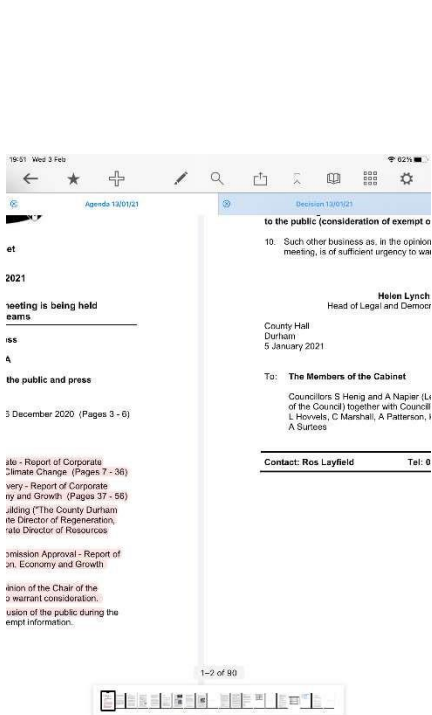 19:51 Wed 3 Feb
62%
Agenda 13/01/21
Decision 13/01/21
et
2021
neeting is being held
eams
ss
A
the public and press
December 2020 (Pages 3 - 6)
ate - Report of Corporate
Climate Change (Pages 7 - 36)
very - Report of Corporate
ny and Growth (Pages 37 - 56)
uilding ("The County Durham
te Director of Regeneration,
rate Director of Resources
omission Approval - Report of
on, Economy and Growth
inion of the Chair of the
o warrant consideration.
usion of the public during the
empt information.
to the public (consideration of exempt o
10. Such other business as, in the opinion
meeting, is of sufficient urgency to wa
Helen Lynch
Head of Legal and Democr
County Hall
Durham
5 January 2021
To: The Members of the Cabinet
Councillors S Henig and A Napier (Le
of the Council) together with Councill
L Hovvels, C Marshall, A Patterson,
A Surtees
Contact: Ros Layfield Tel: 0
1–2 of 90